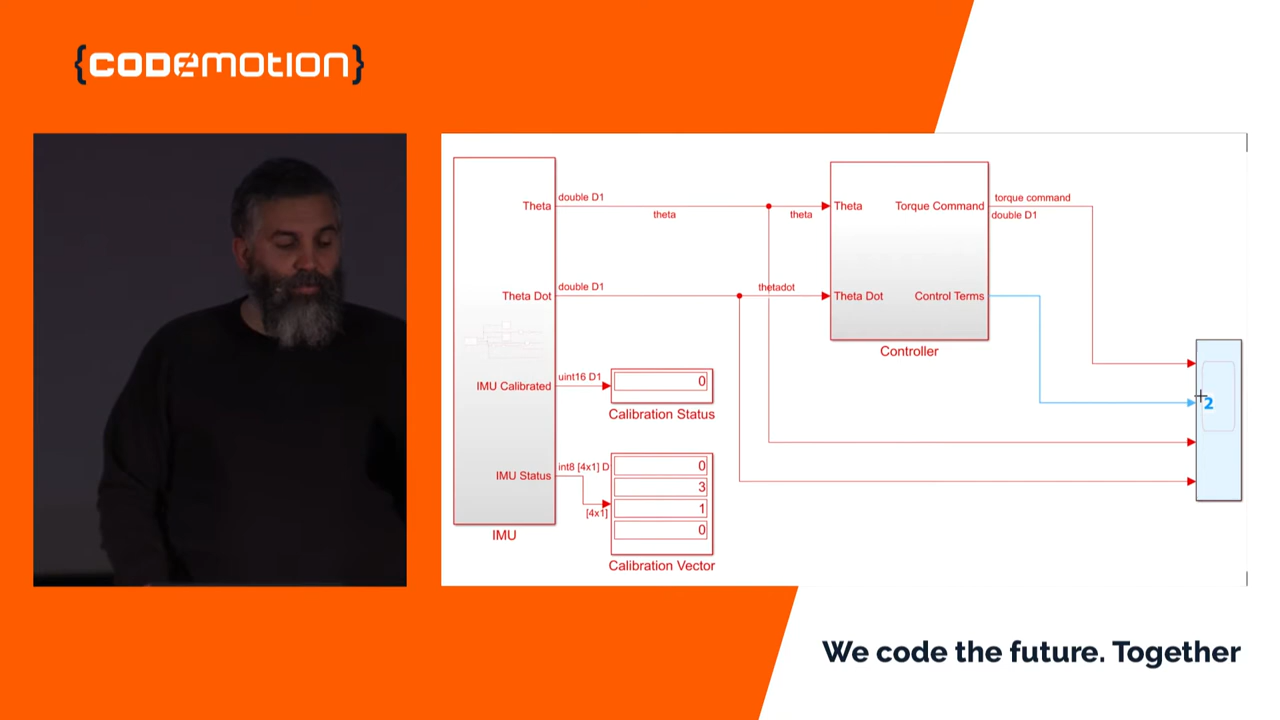 {CODEMOTION}
Theta
double D1
theta
theta
Theta
Torque Command
torque command
double D1
Theta Dot
double D1
thetadot
Theta Dot
Control Terms
Controller
IMU Calibrated
uint16 D1
0
Calibration Status
2
IMU Status
int8 [4x1] D
[4x1]
0
3
1
0
IMU
Calibration Vector
We code the future. Together